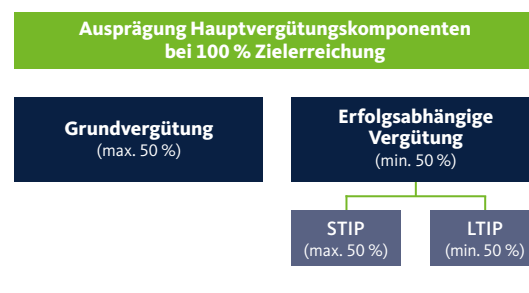 Ausprägung Hauptvergütungskomponenten
bei 100 % Zielerreichung
Grundvergütung
(max. 50 %)
Erfolgsabhängige
Vergütung
(min. 50 %)
STIP
(max. 50 %)
LTIP
(min. 50 %)